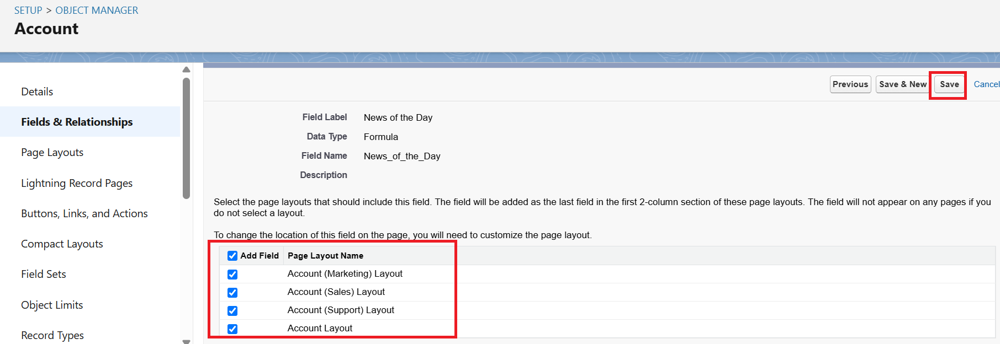 SETUP > OBJECT MANAGER
Account
Details
Fields & Relationships
Page Layouts
Lightning Record Pages
Buttons, Links, and Actions
Compact Layouts
Field Sets
Object Limits
Record Types
Previous Save & New Save Cancel
Field Label News of the Day
Data Type Formula
Field Name News_of_the_Day
Description
Select the page layouts that should include this field. The field will be added as the last field in the first 2-column section of these page layouts. The field will not appear on any pages if you
do not select a layout.
To change the location of this field on the page, you will need to customize the page layout.
Add Field Page Layout Name
Account (Marketing) Layout
Account (Sales) Layout
Account (Support) Layout
Account Layout